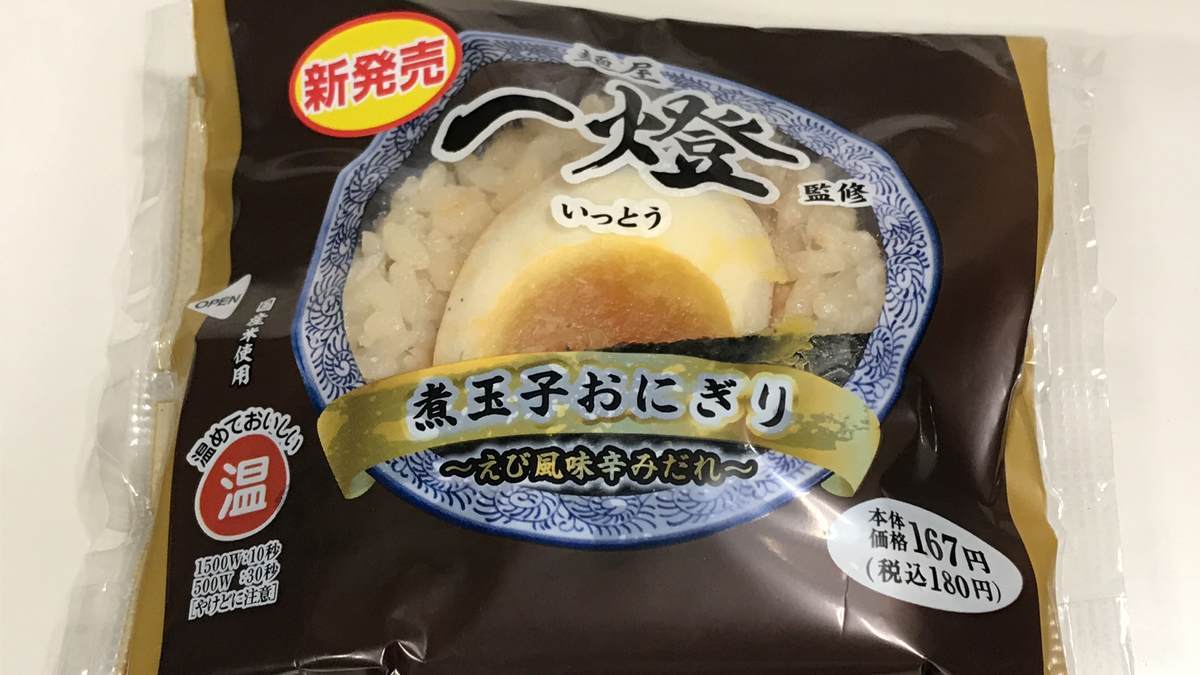 新発売
麺屋
一燈
いっとう
監修
OPEN
国産米使用
煮玉子おにぎり
～えび風味辛みだれ～
温めておいしい
温
1500W:10秒
500W:30秒
[やけどに注意]
本体
価格167円
(税込180円)